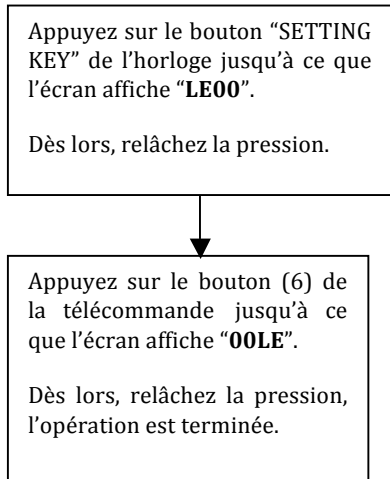 Appuyez sur le bouton “SETTING
KEY” de l’horloge jusqu’à ce que
l’écran affiche “LE00”.
Dès lors, relâchez la pression.
Appuyez sur le bouton (6) de
la télécommande jusqu’à ce
que l’écran affiche “00LE”.
Dès lors, relâchez la pression,
l’opération est terminée.